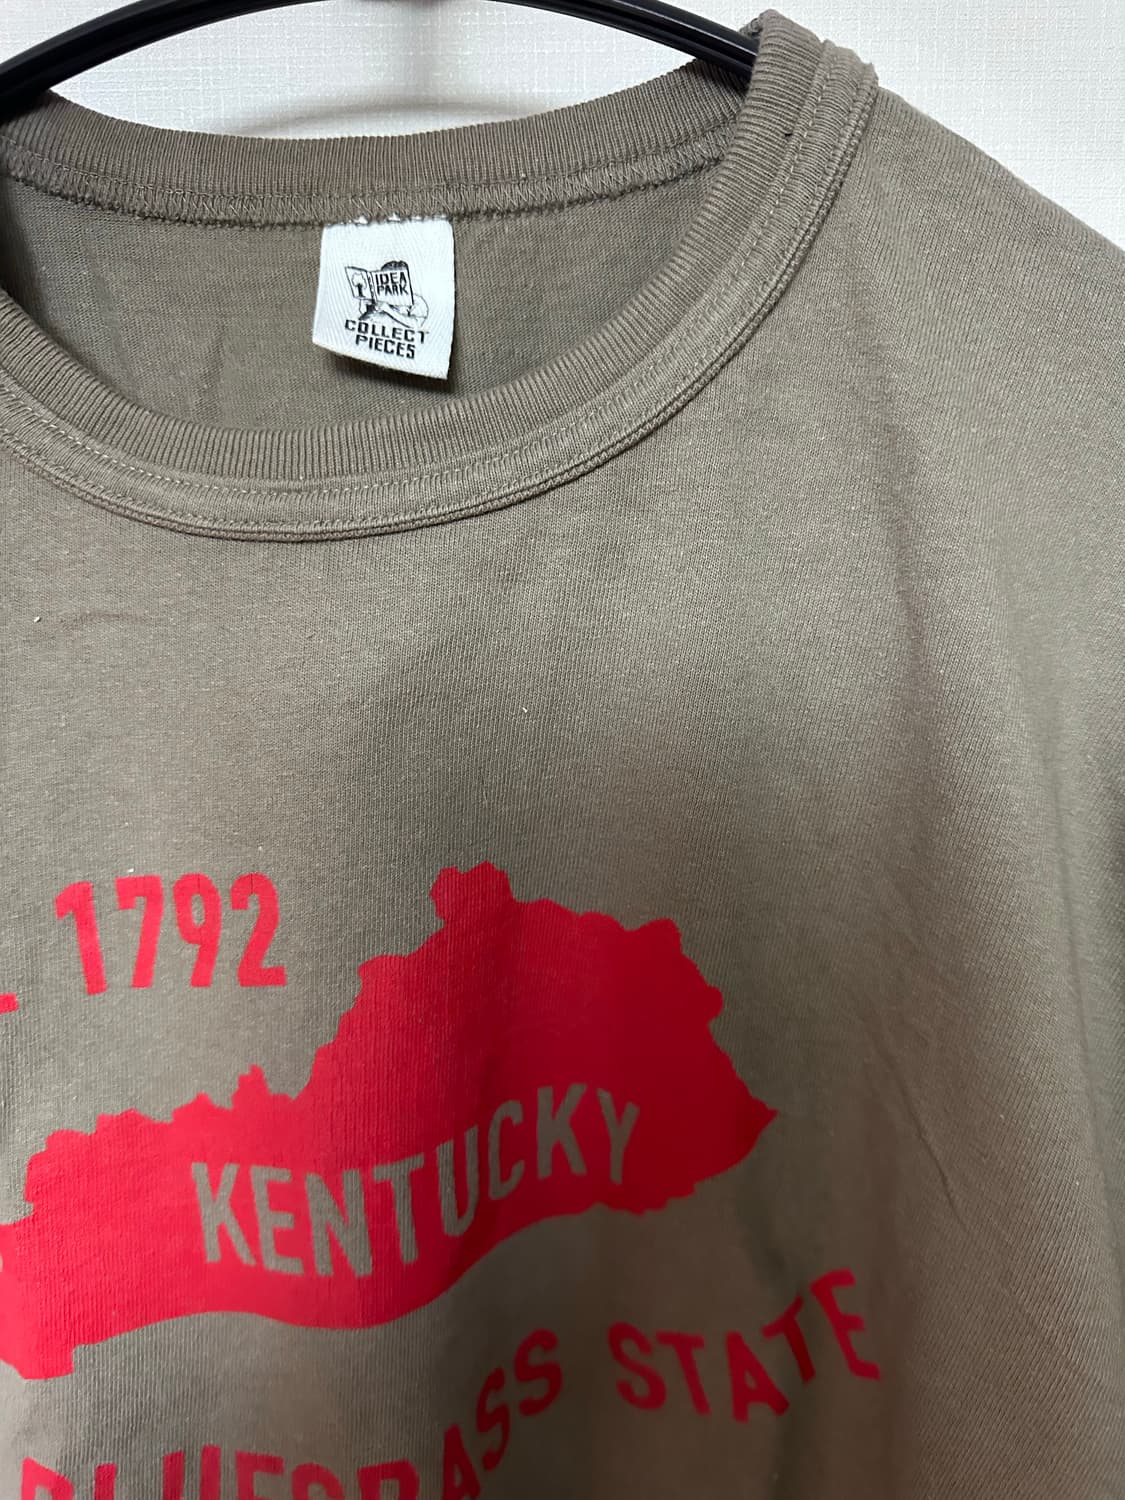 IDEA
PARK
COLLECT
PIECES
1792
KENTUCKY
BLUEGRASS STATE